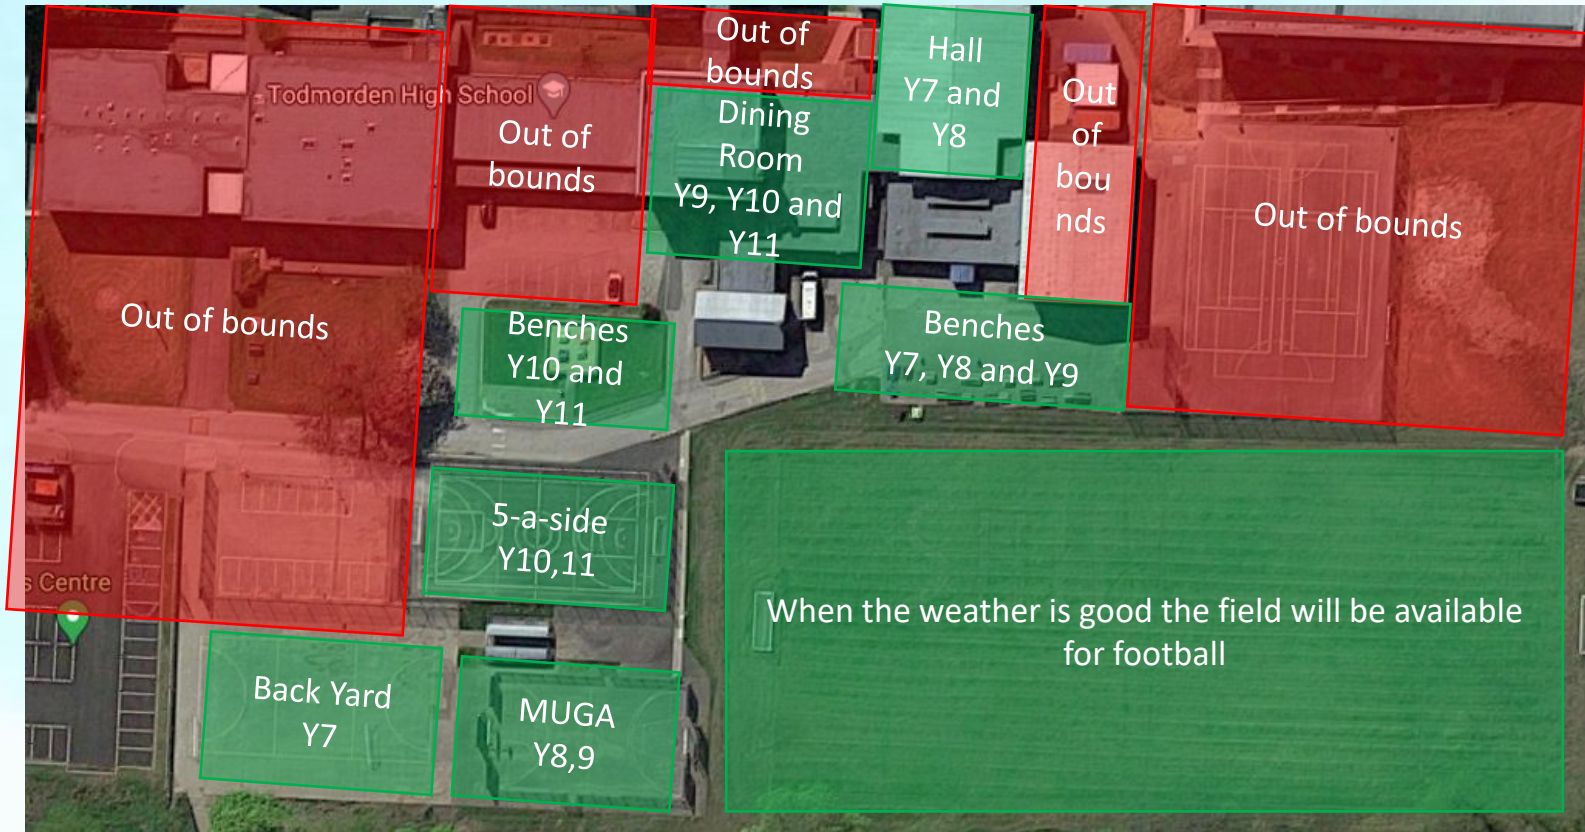 Out of
bounds
Hall
Y7 and
Y8
Out
of
bou
nds
Todmorden High School
Out of
bounds
Dining
Room
Y9, Y10 and
Y11
Out of bounds
Out of bounds
Benches
Y10 and
Y11
Benches
Y7, Y8 and Y9
5-a-side
Y10,11
s Centre
When the weather is good the field will be available
for football
Back Yard
Y7
MUGA
Y8,9